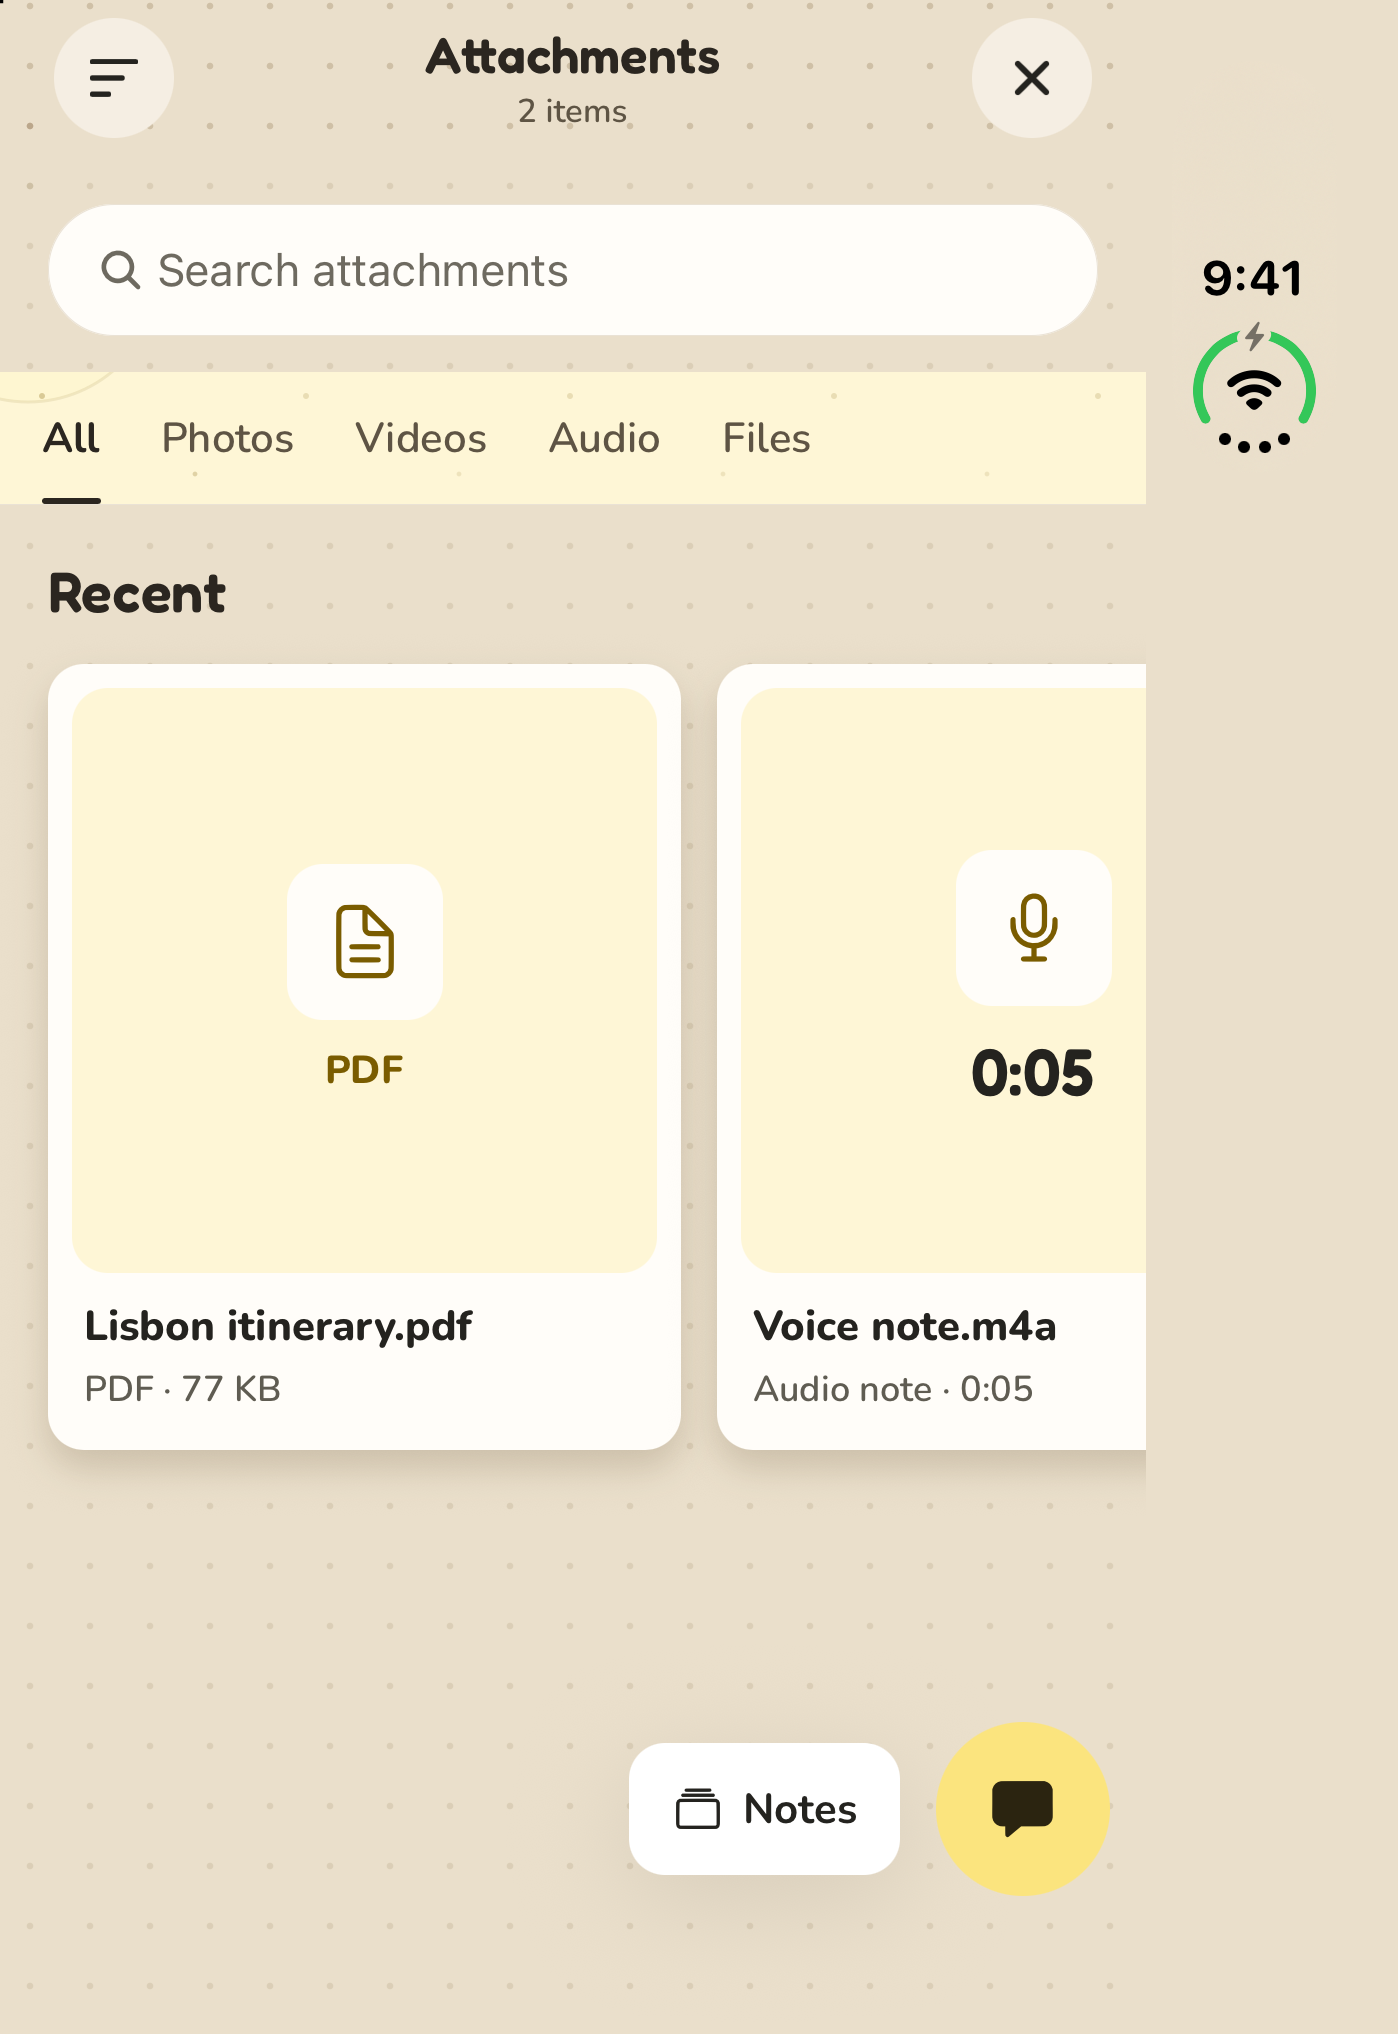 Attachments
2 items
Search attachments
9:41
All Photos Videos Audio Files
Recent
PDF
0:05
Lisbon itinerary.pdf
PDF · 77 KB
Voice note.m4a
Audio note · 0:05
Notes